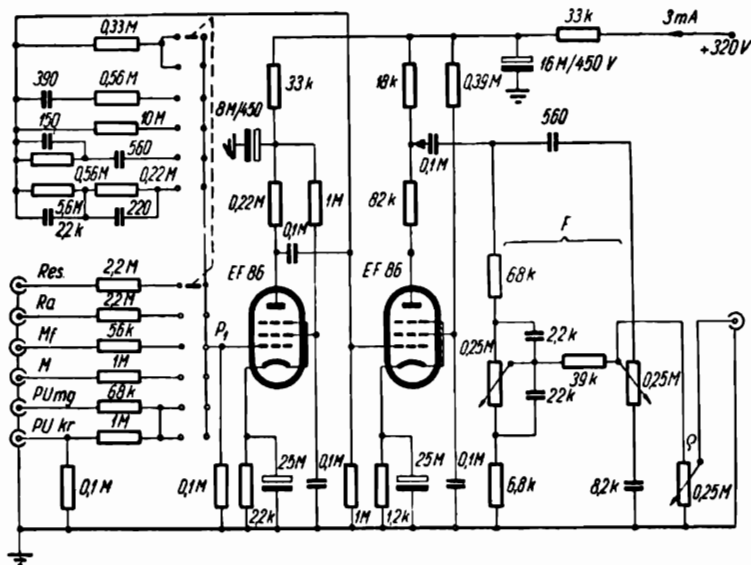 0,33M
33k
3mA
+320V
390
0,56M
33k
18k
0,39M
16M/450 V
150
10M
8M/450
560
560
0,1M
0,56M
0,22M
5,6M
220
0,22M
1M
82k
F
2,2k
0,1M
Res.
2,2M
EF 86
EF 86
68k
Ra
2,2M
Mf
56k
P1
0,25M
2,2k
M
1M
39k
0,25M
PUmg
68k
22k
PU kr
1M
25M
0,1M
25M
0,1M
0,1M
0,1M
2,2k
1M
1,2k
6,8k
8,2k
0,25M